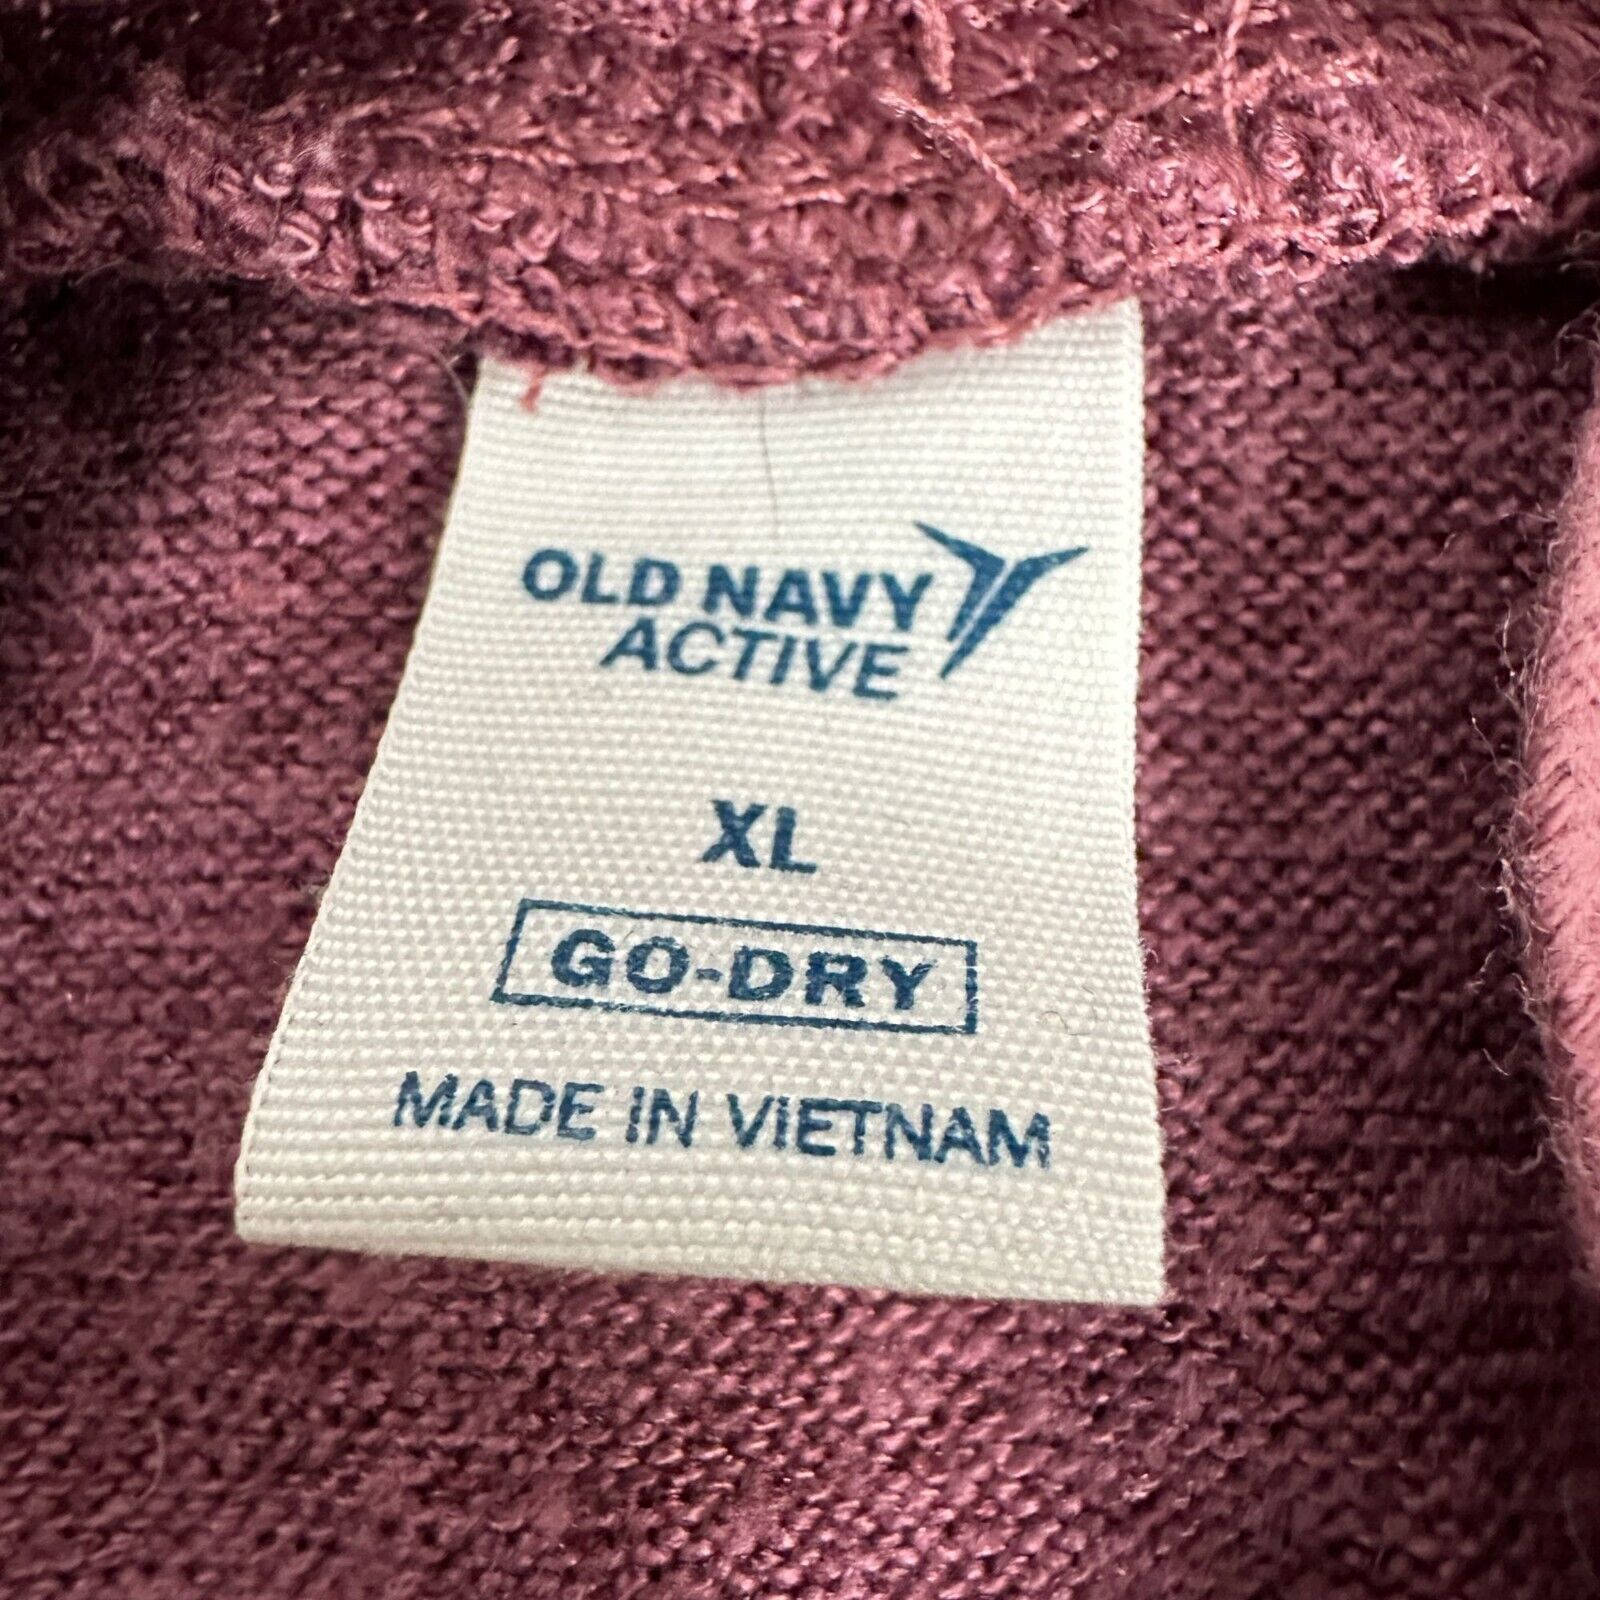 OLD NAVY
ACTIVE
XL
GO-DRY
MADE IN VIETNAM